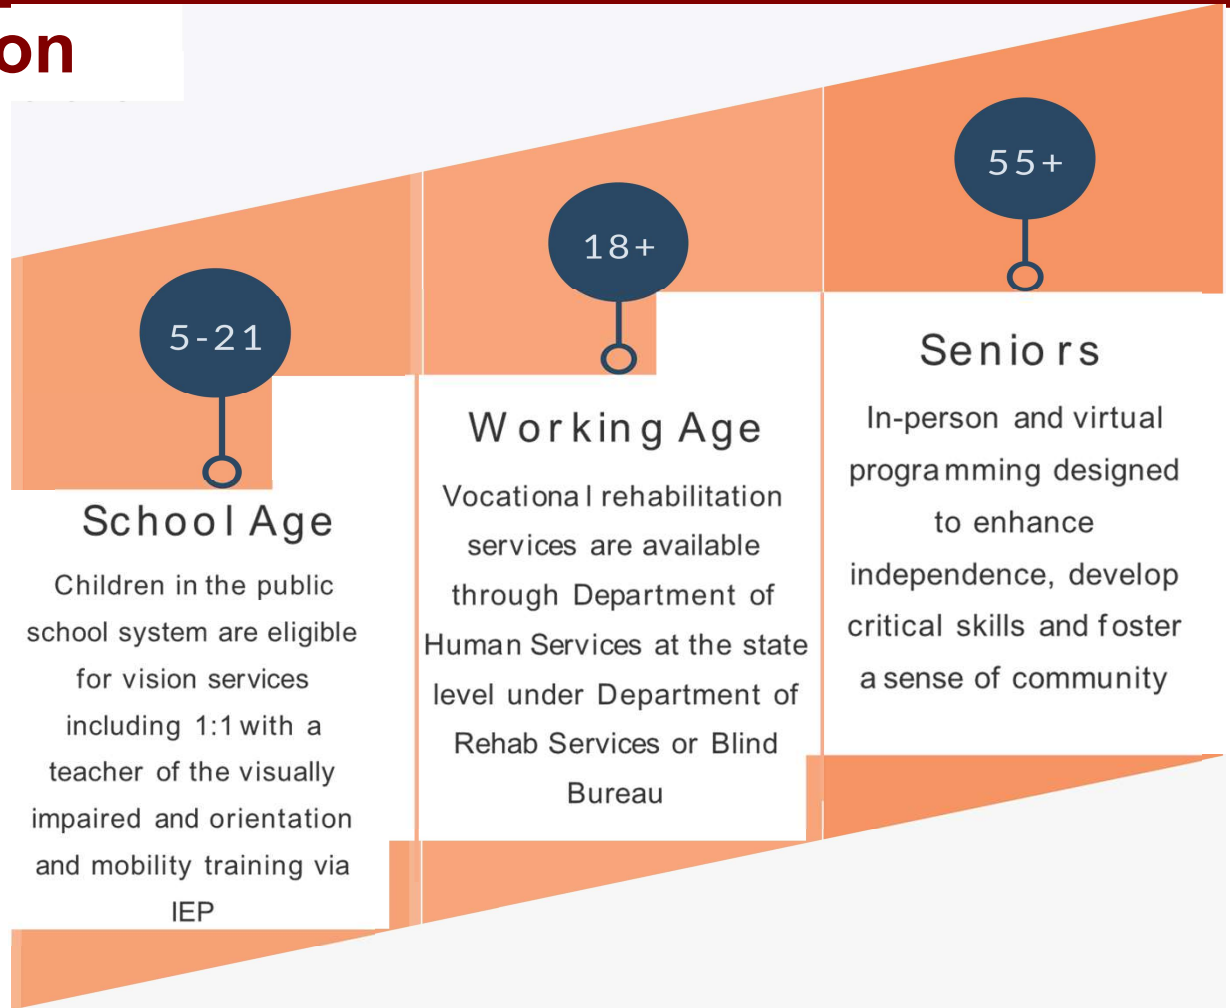 on
5-21
School Age
Children in the public
school system are eligible
for vision services
including 1:1 with a
teacher of the visually
impaired and orientation
and mobility training via
IEP
18+
Working Age
Vocational rehabilitation
services are available
through Department of
Human Services at the state
level under Department of
Rehab Services or Blind
Bureau
55+
Seniors
In-person and virtual
programming designed
to enhance
independence, develop
critical skills and foster
a sense of community